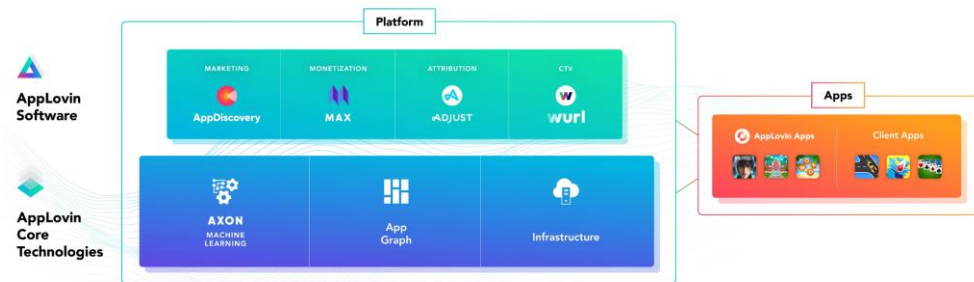 Platform
AppLovin
Software
MARKETING
AppDiscovery
MONETIZATION
MAX
ATTRIBUTION
ADJUST
CTV
wurl
AppLovin
Core
Technologies
AXON
MACHINE
LEARNING
App
Graph
Infrastructure
Apps
AppLovin Apps
Client Apps